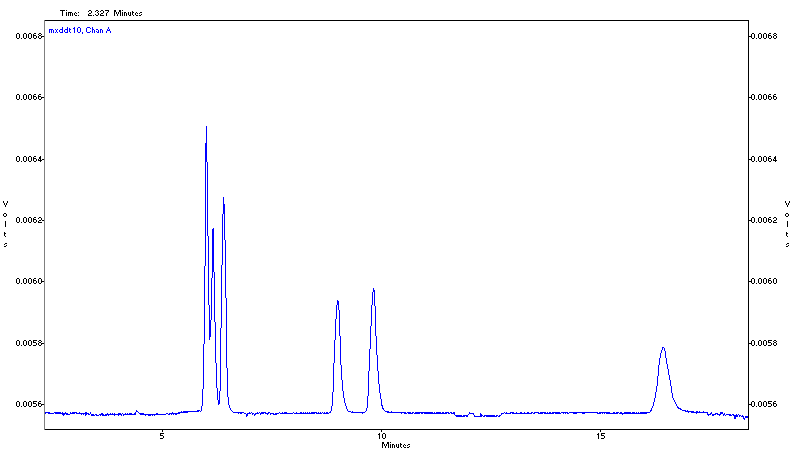 Time: 2.327 Minutes
mxddt10, Chan A
0.0068 0.0068
0.0066 0.0066
0.0064 0.0064
Volts Volts
0.0062 0.0062
0.0060 0.0060
0.0058 0.0058
0.0056 0.0056
5 10 15
Minutes